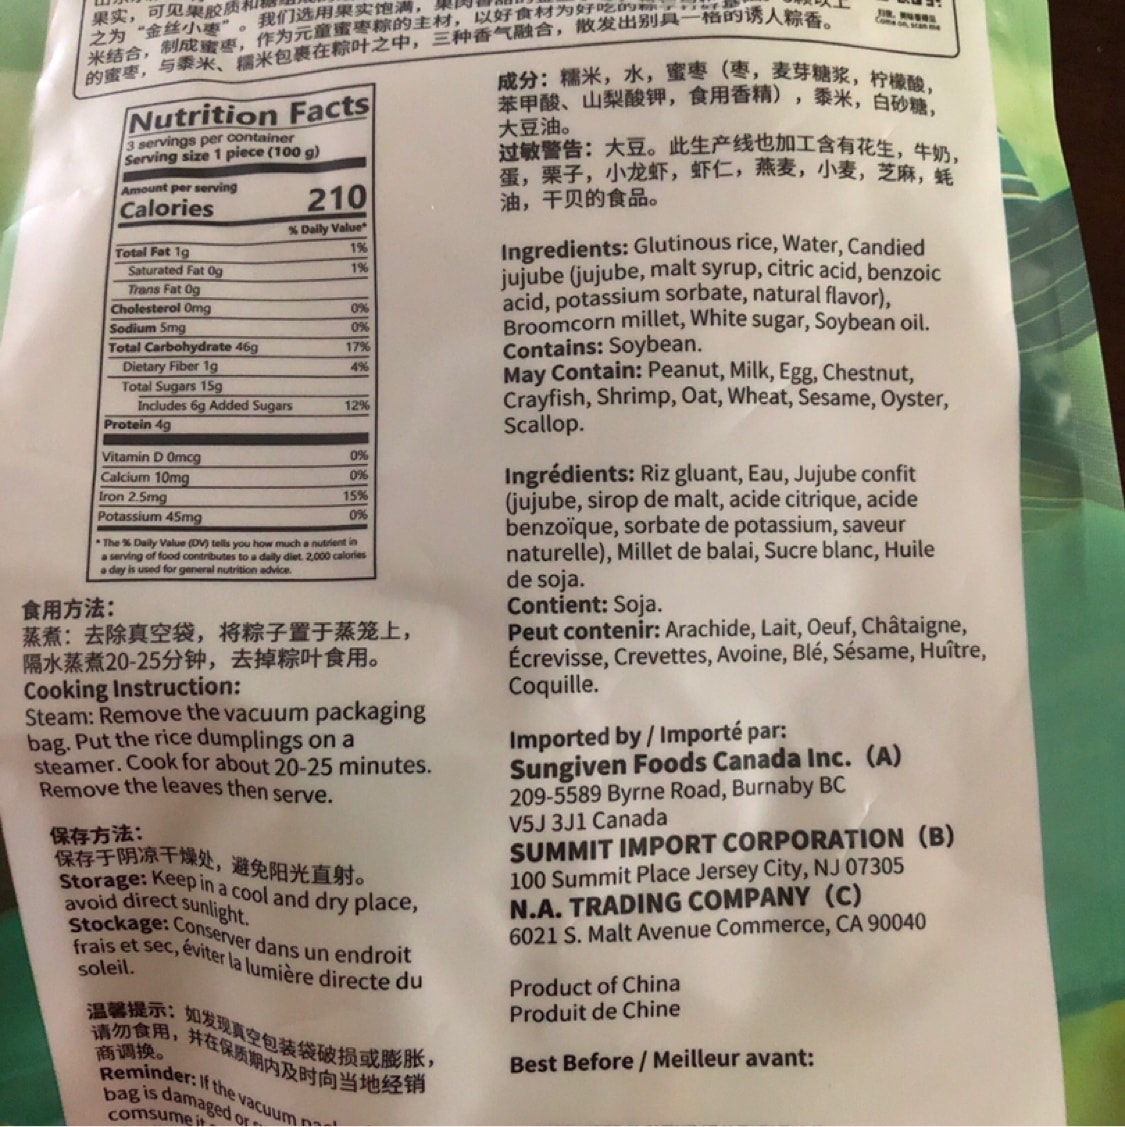 果实，可见果胶质和糖
之为“金丝小枣”。我们选用果实饱满，
米结合，制成蜜枣，作为元童蜜枣粽的主材，以好食材为好吃的
的蜜枣，与黍米、糯米包裹在粽叶之中，三种香气融合，散发出别具一格的诱人粽香。
Nutrition Facts
3 servings per container
Serving size 1 piece (100 g)
Amount per serving
Calories 210
% Daily Value*
Total Fat 1g 1%
Saturated Fat 0g 1%
Trans Fat 0g
Cholesterol 0mg 0%
Sodium 5mg 0%
Total Carbohydrate 46g 17%
Dietary Fiber 1g 4%
Total Sugars 15g
Includes 6g Added Sugars 12%
Protein 4g
Vitamin D 0mcg 0%
Calcium 10mg 0%
Iron 2.5mg 15%
Potassium 45mg 0%
* The % Daily Value (DV) tells you how much a nutrient in
a serving of food contributes to a daily diet. 2,000 calories
a day is used for general nutrition advice.
食用方法：
蒸煮：去除真空袋，将粽子置于蒸笼上，
隔水蒸煮20-25分钟，去掉粽叶食用。
Cooking Instruction:
Steam: Remove the vacuum packaging
bag. Put the rice dumplings on a
steamer. Cook for about 20-25 minutes.
Remove the leaves then serve.
保存方法：
保存于阴凉干燥处，避免阳光直射。
Storage: Keep in a cool and dry place,
avoid direct sunlight.
Stockage: Conserver dans un endroit
frais et sec, éviter la lumière directe du
soleil.
温馨提示：如发现真空包装袋破损或膨胀，
请勿食用，并在保质期内及时向当地经销
商调换。
Reminder: If the vacuum
bag is damaged or
comsume it
成分：糯米，水，蜜枣（枣，麦芽糖浆，柠檬酸，
苯甲酸、山梨酸钾，食用香精），黍米，白砂糖，
大豆油。
过敏警告：大豆。此生产线也加工含有花生，牛奶，
蛋，栗子，小龙虾，虾仁，燕麦，小麦，芝麻，蚝
油，干贝的食品。
Ingredients: Glutinous rice, Water, Candied
jujube (jujube, malt syrup, citric acid, benzoic
acid, potassium sorbate, natural flavor),
Broomcorn millet, White sugar, Soybean oil.
Contains: Soybean.
May Contain: Peanut, Milk, Egg, Chestnut,
Crayfish, Shrimp, Oat, Wheat, Sesame, Oyster,
Scallop.
Ingrédients: Riz gluant, Eau, Jujube confit
(jujube, sirop de malt, acide citrique, acide
benzoïque, sorbate de potassium, saveur
naturelle), Millet de balai, Sucre blanc, Huile
de soja.
Contient: Soja.
Peut contenir: Arachide, Lait, Oeuf, Châtaigne,
Écrevisse, Crevettes, Avoine, Blé, Sésame, Huître,
Coquille.
Imported by / Importé par:
Sungiven Foods Canada Inc.（A）
209-5589 Byrne Road, Burnaby BC
V5J 3J1 Canada
SUMMIT IMPORT CORPORATION（B）
100 Summit Place Jersey City, NJ 07305
N.A. TRADING COMPANY（C）
6021 S. Malt Avenue Commerce, CA 90040
Product of China
Produit de Chine
Best Before / Meilleur avant: